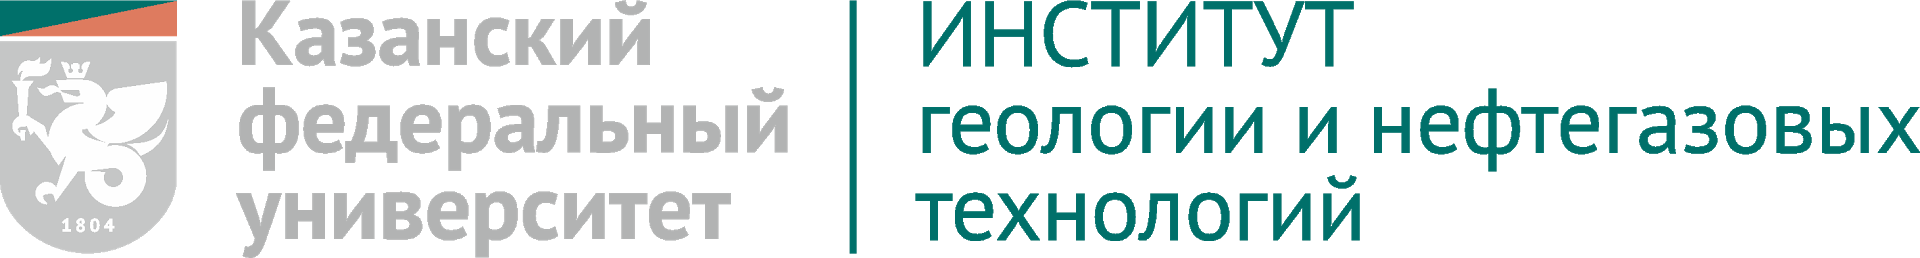 Казанский
федеральный
университет
1804
ИНСТИТУТ
геологии и нефтегазовых
технологий